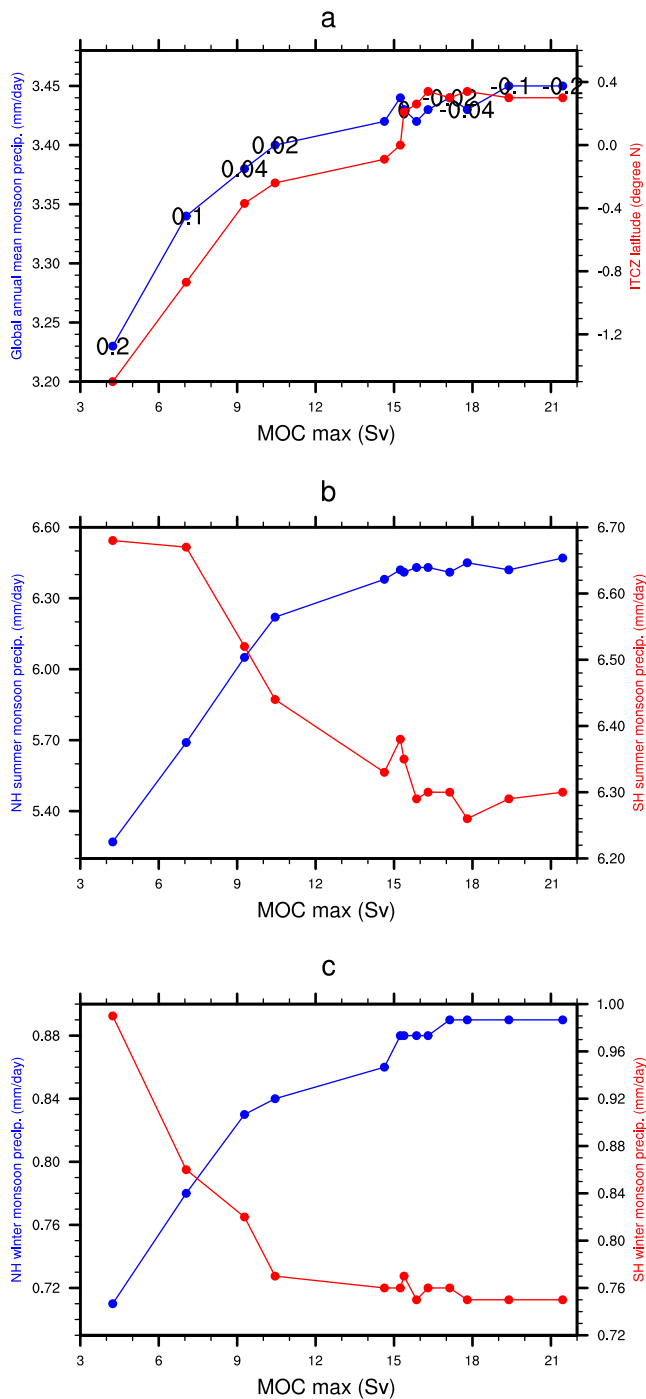 a
Global annual mean monsoon precip. (mm/day)
3.45
3.40
3.35
3.30
3.25
3.20
0.2
0.1
0.04
0.02
0
-0.02
-0.04
-0.1
-0.2
0.4
0.0
-0.4
-0.8
-1.2
ITCZ latitude (degree N)
3 6 9 12 15 18 21
MOC max (Sv)
b
NH summer monsoon precip. (mm/day)
6.60
6.30
6.00
5.70
5.40
6.70
6.60
6.50
6.40
6.30
6.20
SH summer monsoon precip. (mm/day)
3 6 9 12 15 18 21
MOC max (Sv)
c
NH winter monsoon precip. (mm/day)
0.88
0.84
0.80
0.76
0.72
1.00
0.96
0.92
0.88
0.84
0.80
0.76
0.72
SH winter monsoon precip. (mm/day)
3 6 9 12 15 18 21
MOC max (Sv)